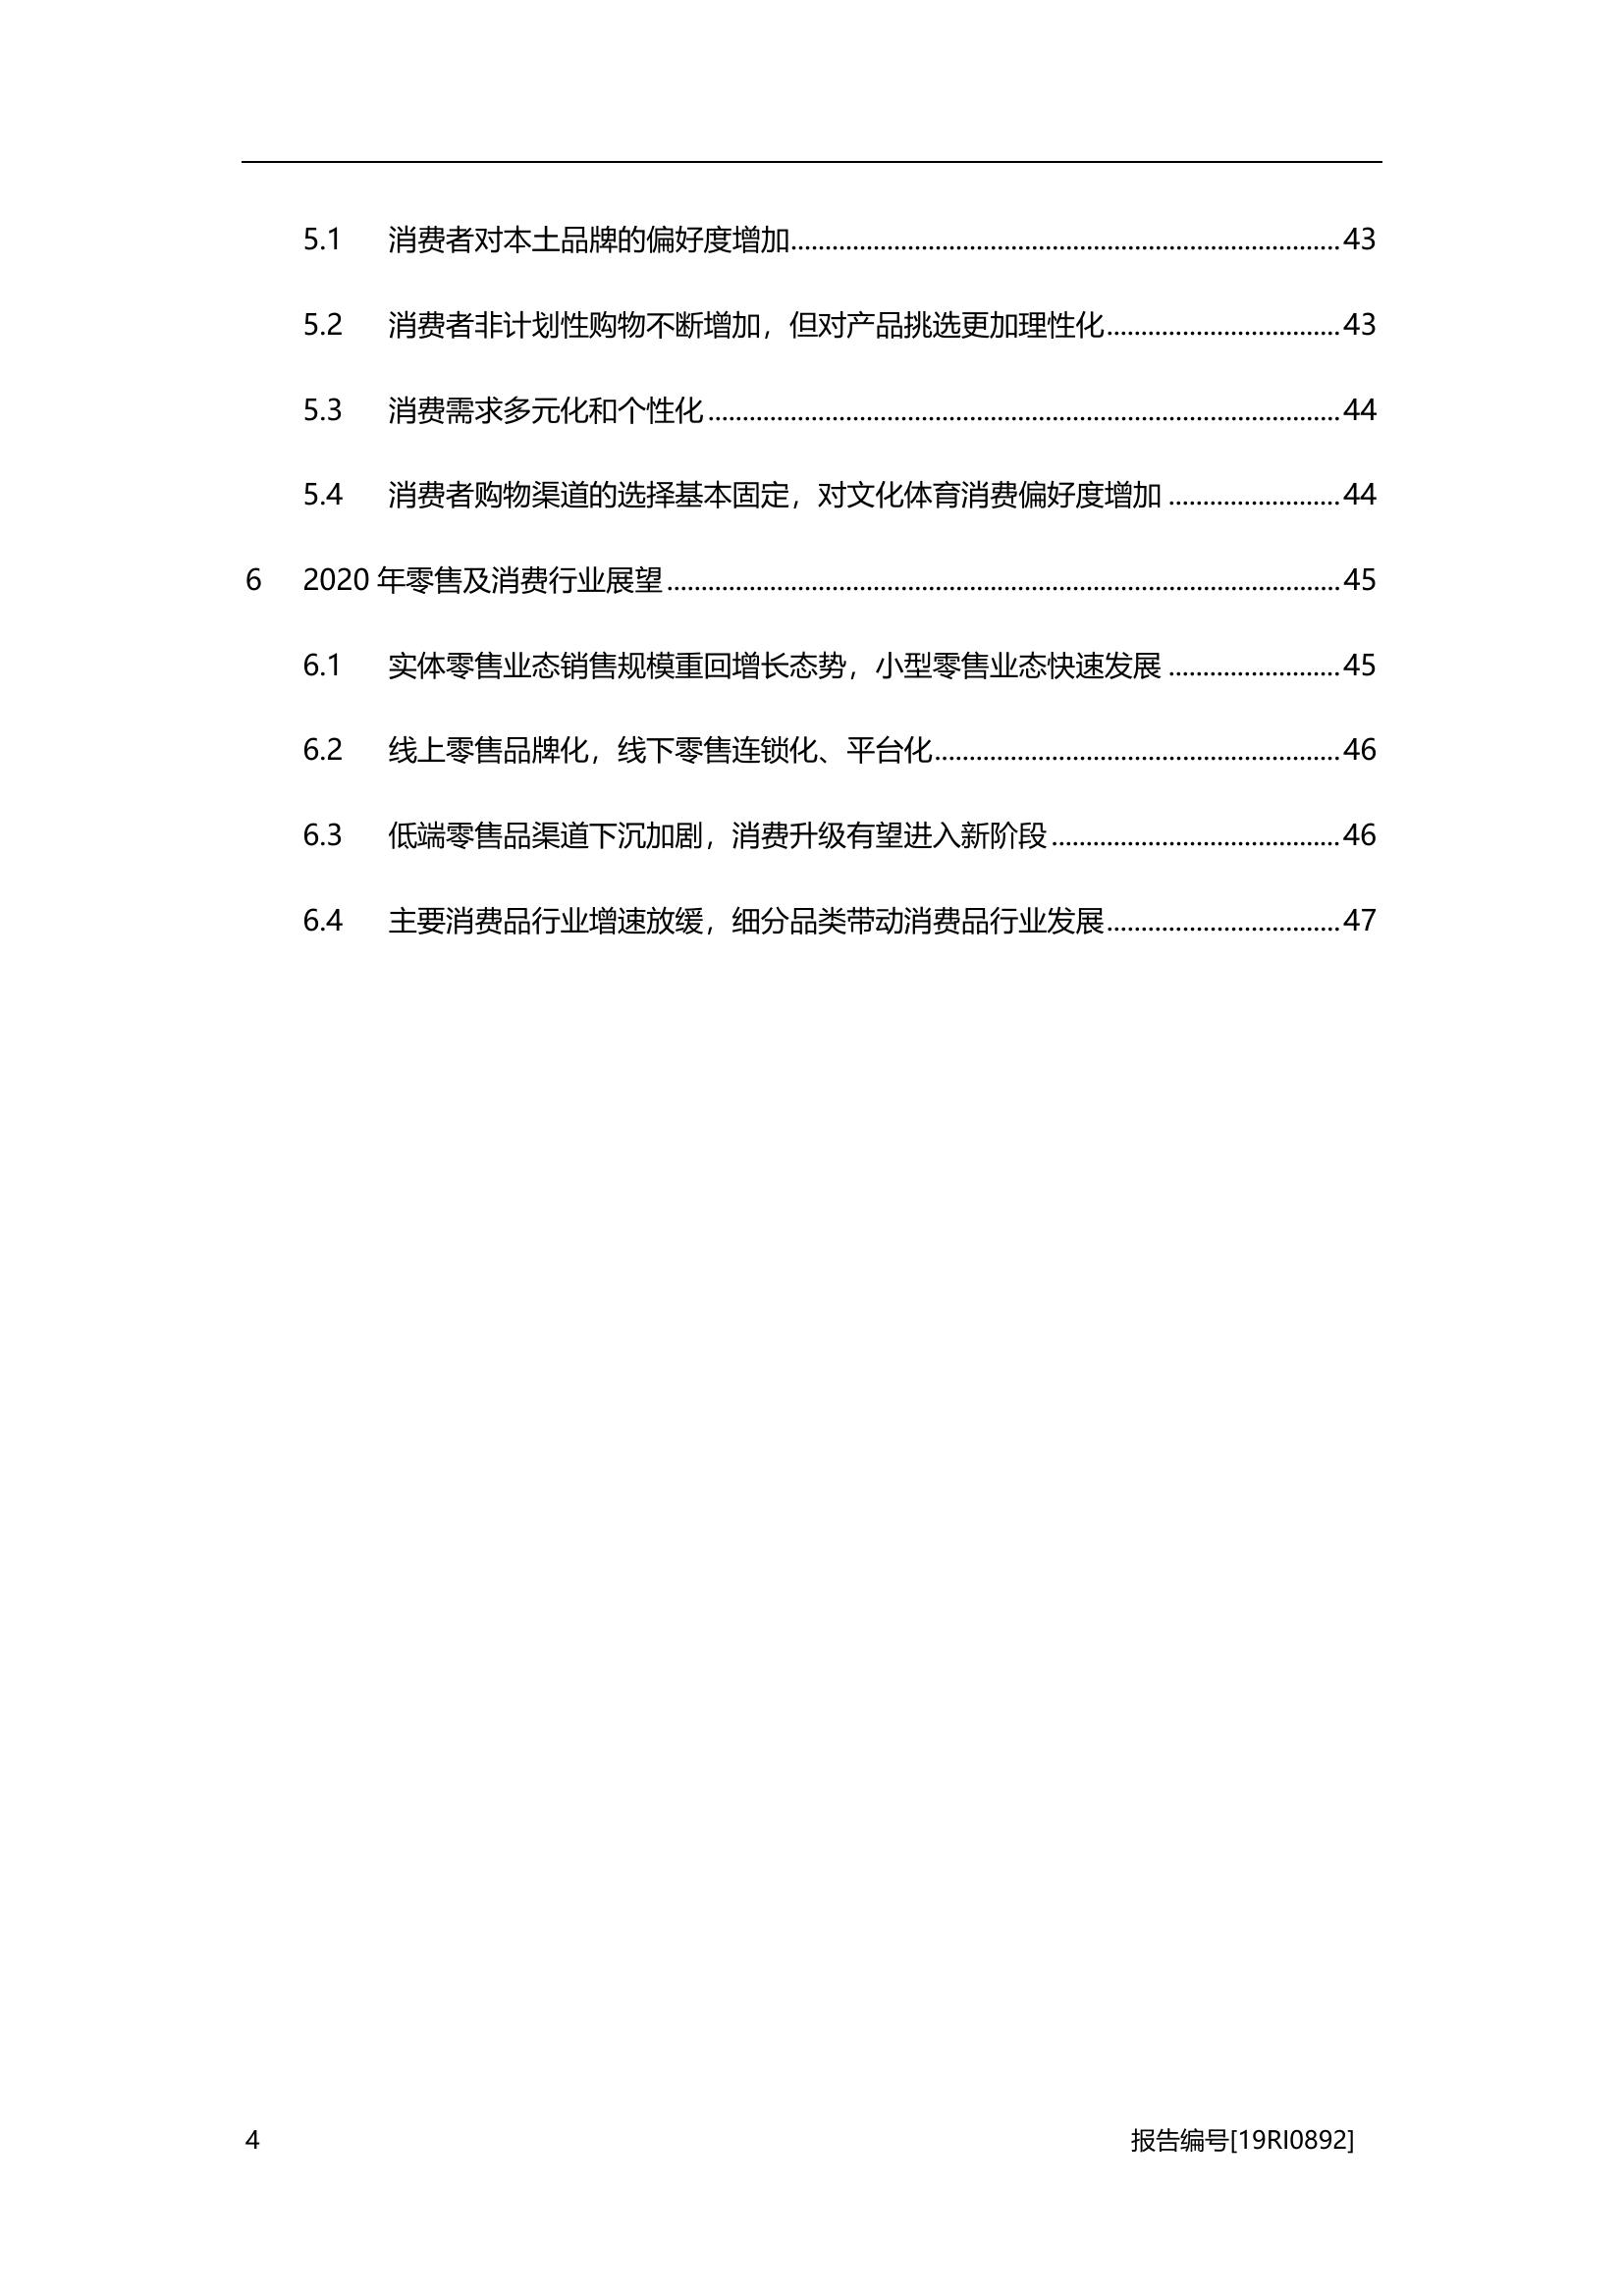 5.1 消费者对本土品牌的偏好度增加................................................................................43
5.2 消费者非计划性购物不断增加，但对产品挑选更加理性化..................................43
5.3 消费需求多元化和个性化............................................................................................44
5.4 消费者购物渠道的选择基本固定，对文化体育消费偏好度增加.........................44
6 2020 年零售及消费行业展望..................................................................................................45
6.1 实体零售业态销售规模重回增长态势，小型零售业态快速发展.........................45
6.2 线上零售品牌化，线下零售连锁化、平台化...........................................................46
6.3 低端零售品渠道下沉加剧，消费升级有望进入新阶段..........................................46
6.4 主要消费品行业增速放缓，细分品类带动消费品行业发展..................................47
4 报告编号[19RI0892]